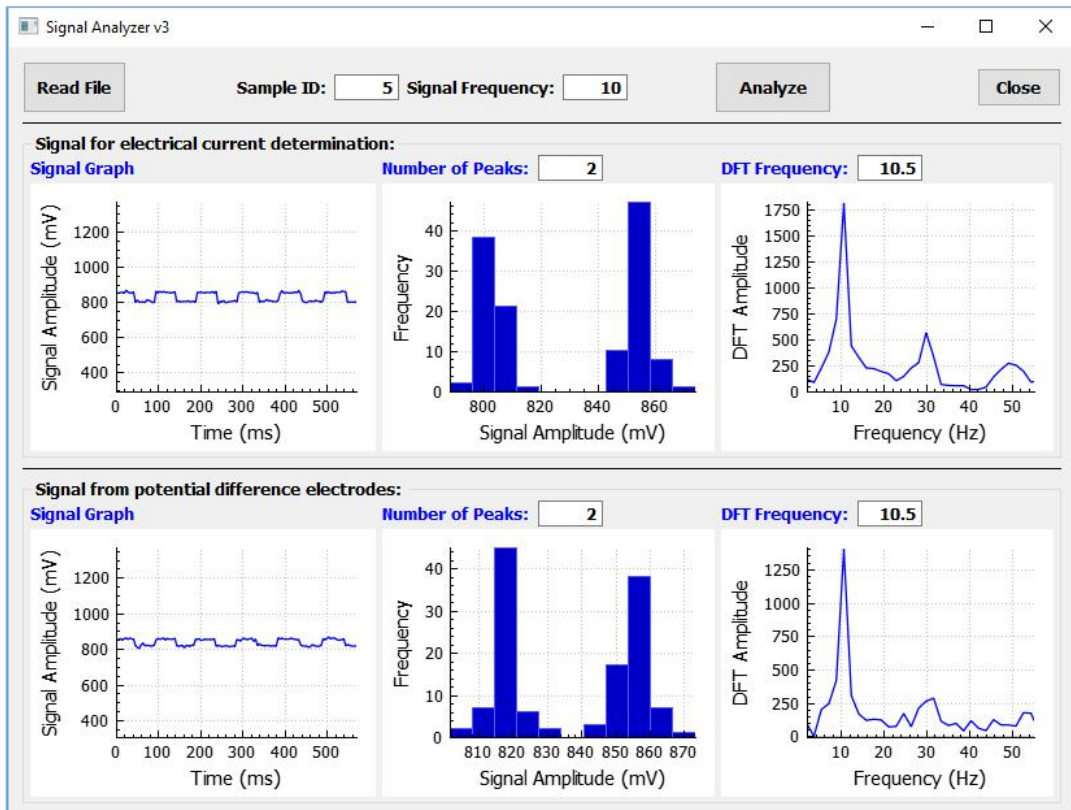 Signal Analyzer v3
Read File Sample ID: 5 Signal Frequency: 10 Analyze Close
Signal for electrical current determination:
Signal Graph Number of Peaks: 2 DFT Frequency: 10.5
Signal Amplitude (mV)
1200
1000
800
600
400
0 100 200 300 400 500
Time (ms)
Frequency
40
30
20
10
0
800 820 840 860
Signal Amplitude (mV)
DFT Amplitude
1750
1500
1250
1000
750
500
250
0
10 20 30 40 50
Frequency (Hz)
Signal from potential difference electrodes:
Signal Graph Number of Peaks: 2 DFT Frequency: 10.5
Signal Amplitude (mV)
1200
1000
800
600
400
0 100 200 300 400 500
Time (ms)
Frequency
40
30
20
10
0
810 820 830 840 850 860 870
Signal Amplitude (mV)
DFT Amplitude
1250
1000
750
500
250
0
10 20 30 40 50
Frequency (Hz)